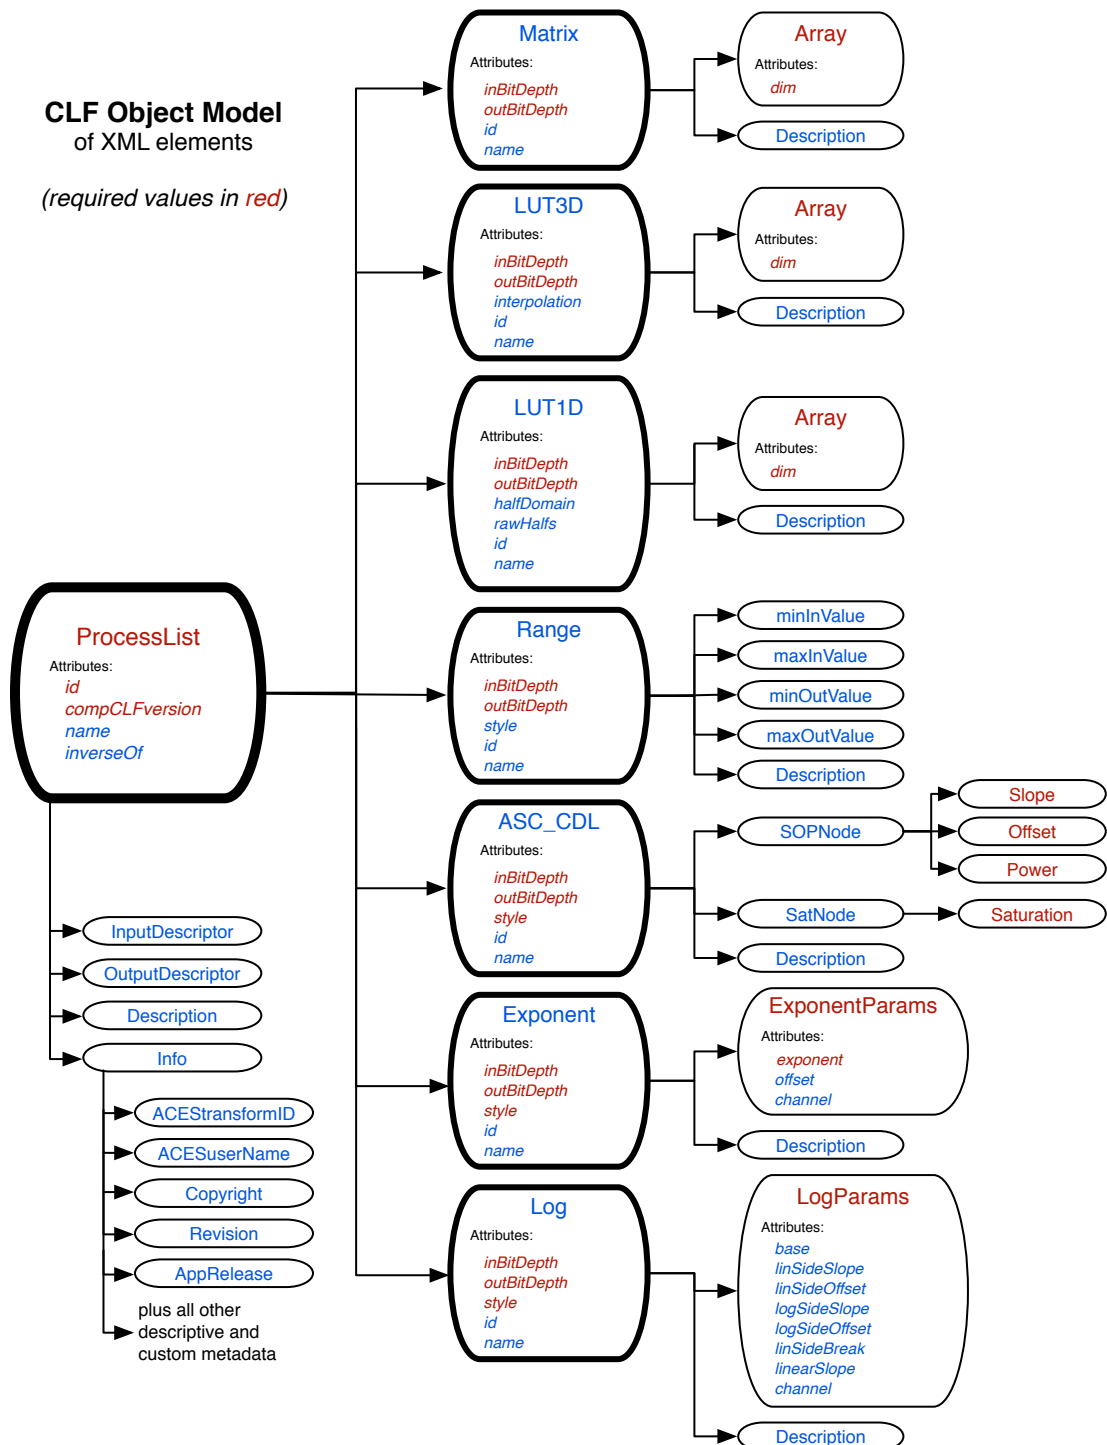 CLF Object Model
of XML elements
(required values in red)
Matrix
Attributes:
inBitDepth
outBitDepth
id
name
Array
Attributes:
dim
Description
LUT3D
Attributes:
inBitDepth
outBitDepth
interpolation
id
name
Array
Attributes:
dim
Description
LUT1D
Attributes:
inBitDepth
outBitDepth
halfDomain
rawHalfs
id
name
Array
Attributes:
dim
Description
ProcessList
Attributes:
id
compCLFversion
name
inverseOf
Range
Attributes:
inBitDepth
outBitDepth
style
id
name
minInValue
maxInValue
minOutValue
maxOutValue
Description
ASC_CDL
Attributes:
inBitDepth
outBitDepth
style
id
name
SOPNode
Slope
Offset
Power
SatNode
Saturation
Description
InputDescriptor
OutputDescriptor
Description
Info
ACEStransformID
ACESuserName
Copyright
Revision
AppRelease
plus all other
descriptive and
custom metadata
Exponent
Attributes:
inBitDepth
outBitDepth
style
id
name
ExponentParams
Attributes:
exponent
offset
channel
Description
Log
Attributes:
inBitDepth
outBitDepth
style
id
name
LogParams
Attributes:
base
linSideSlope
linSideOffset
logSideSlope
logSideOffset
linSideBreak
linearSlope
channel
Description